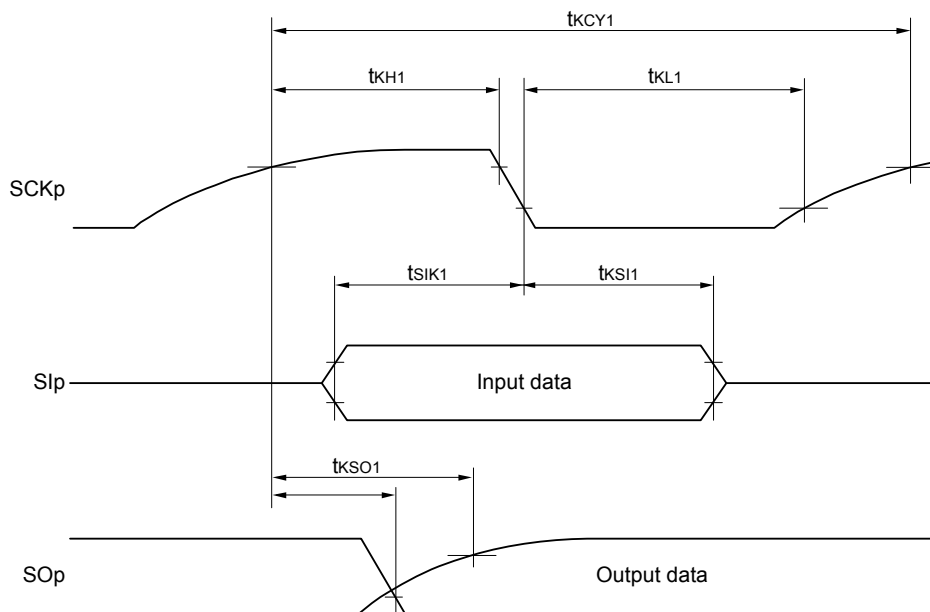 tKCY1
tKH1
tKL1
SCKp
tSIK1
tKSI1
SIp
Input data
tKSO1
SOp
Output data